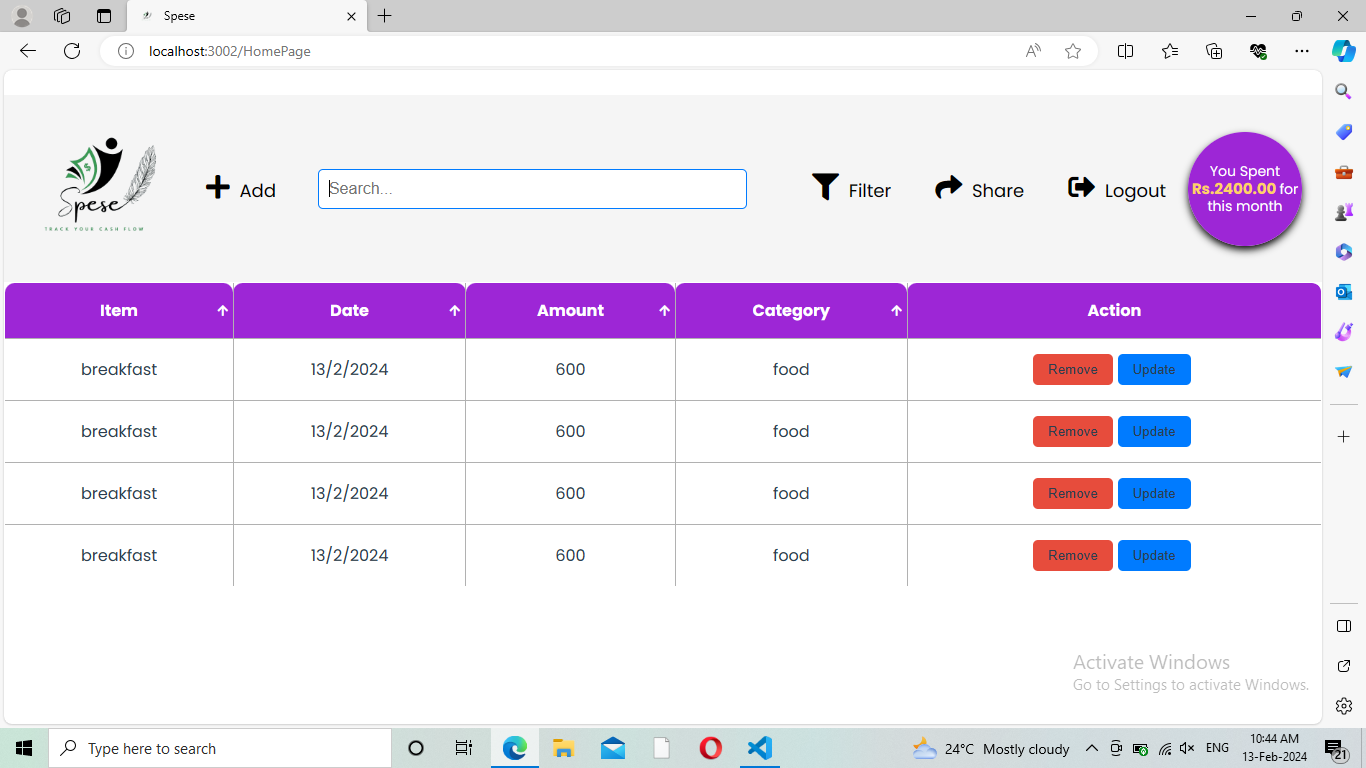 Spese
localhost:3002/HomePage
Spese
TRACK YOUR CASH FLOW
Add
Search...
Filter
Share
Logout
You Spent
Rs.2400.00 for
this month
Item Date Amount Category Action
breakfast 13/2/2024 600 food Remove Update
breakfast 13/2/2024 600 food Remove Update
breakfast 13/2/2024 600 food Remove Update
breakfast 13/2/2024 600 food Remove Update
Activate Windows
Go to Settings to activate Windows.
Type here to search
24°C Mostly cloudy
ENG
10:44 AM
13-Feb-2024
21